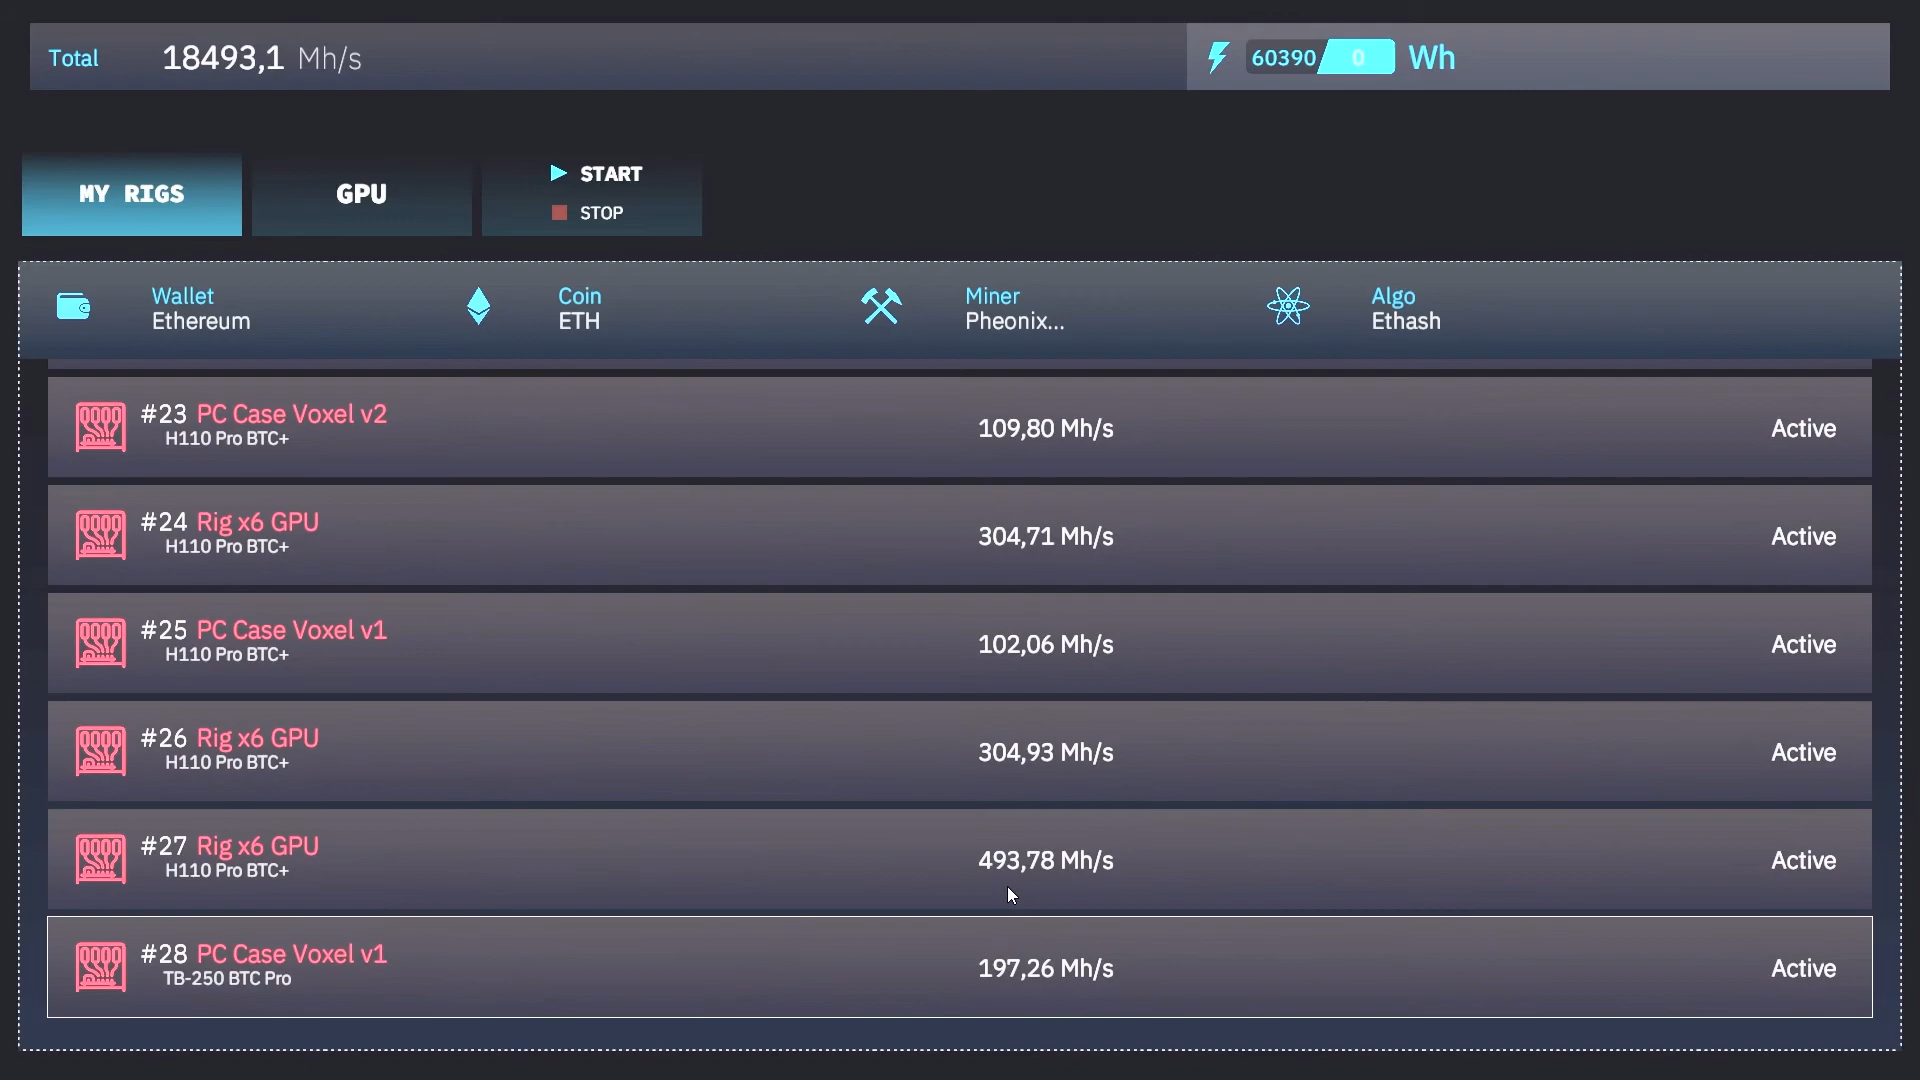 Total 18493,1 Mh/s 60390 0 Wh
MY RIGS GPU START
STOP
Wallet Coin Miner Algo
Ethereum ETH Pheonix... Ethash
#23 PC Case Voxel v2
H110 Pro BTC+
109,80 Mh/s Active
#24 Rig x6 GPU
H110 Pro BTC+
304,71 Mh/s Active
#25 PC Case Voxel v1
H110 Pro BTC+
102,06 Mh/s Active
#26 Rig x6 GPU
H110 Pro BTC+
304,93 Mh/s Active
#27 Rig x6 GPU
H110 Pro BTC+
493,78 Mh/s Active
#28 PC Case Voxel v1
TB-250 BTC Pro
197,26 Mh/s Active